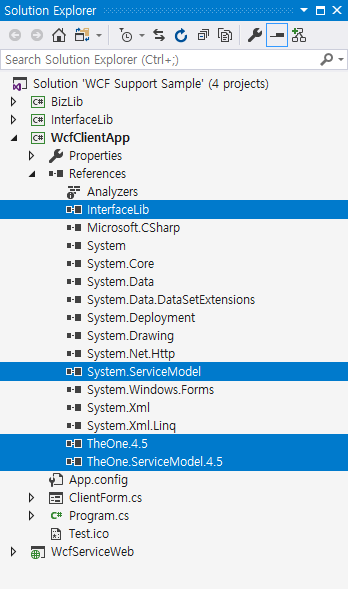 Solution Explorer
Search Solution Explorer (Ctrl+;)
Solution 'WCF Support Sample' (4 projects)
BizLib
InterfaceLib
WcfClientApp
Properties
References
Analyzers
InterfaceLib
Microsoft.CSharp
System
System.Core
System.Data
System.Data.DataSetExtensions
System.Deployment
System.Drawing
System.Net.Http
System.ServiceModel
System.Windows.Forms
System.Xml
System.Xml.Linq
TheOne.4.5
TheOne.ServiceModel.4.5
App.config
ClientForm.cs
C# Program.cs
Test.ico
WcfServiceWeb